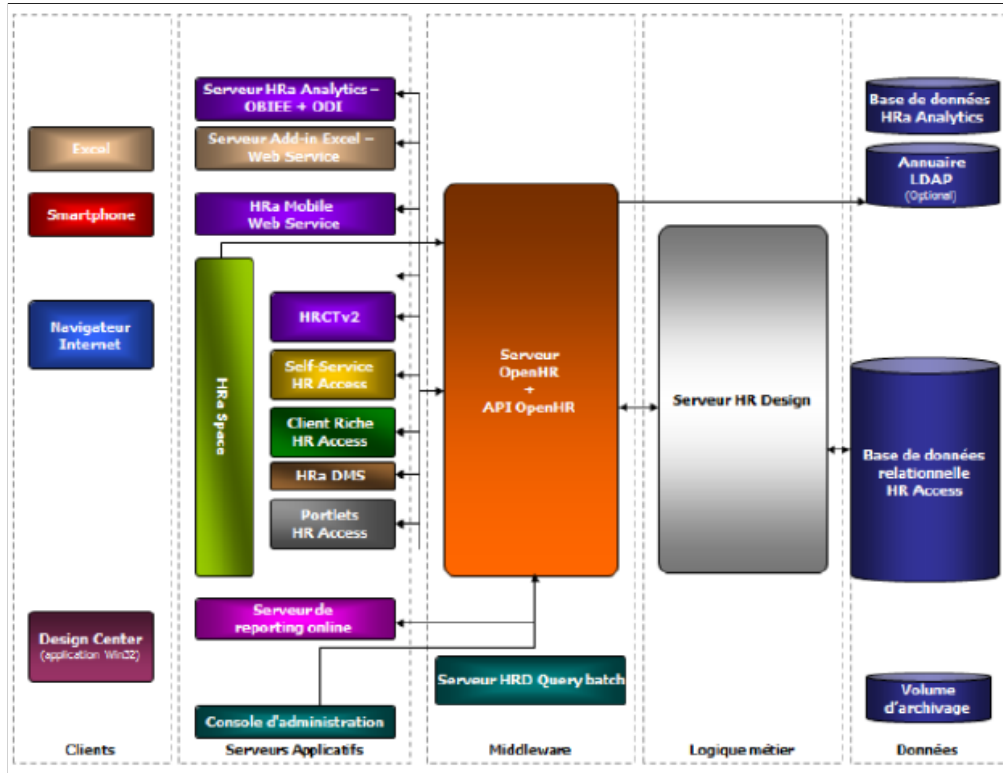 Excel
Smartphone
Navigateur
Internet
Design Center
(application Win32)
Clients
Serveur HRa Analytics –
OBIEE + ODI
Serveur Add-in Excel –
Web Service
HRa Mobile
Web Service
HRa Space
HRCTv2
Self-Service
HR Access
Client Riche
HR Access
HRa DMS
Portlets
HR Access
Serveur de
reporting online
Console d'administration
Serveurs Applicatifs
Serveur
OpenHR
+
API OpenHR
Serveur HRD Query batch
Middleware
Serveur HR Design
Logique métier
Base de données
HRa Analytics
Annuaire
LDAP
(Optional)
Base de données
relationnelle
HR Access
Volume
d'archivage
Données